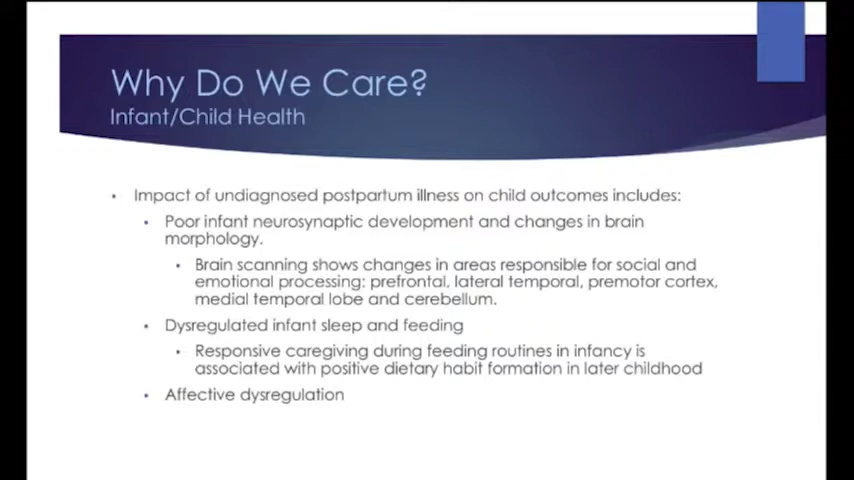 Why Do We Care?
Infant/Child Health
• Impact of undiagnosed postpartum illness on child outcomes includes:
• Poor infant neurosynaptic development and changes in brain
morphology.
• Brain scanning shows changes in areas responsible for social and
emotional processing: prefrontal, lateral temporal, premotor cortex,
medial temporal lobe and cerebellum.
• Dysregulated infant sleep and feeding
• Responsive caregiving during feeding routines in infancy is
associated with positive dietary habit formation in later childhood
• Affective dysregulation